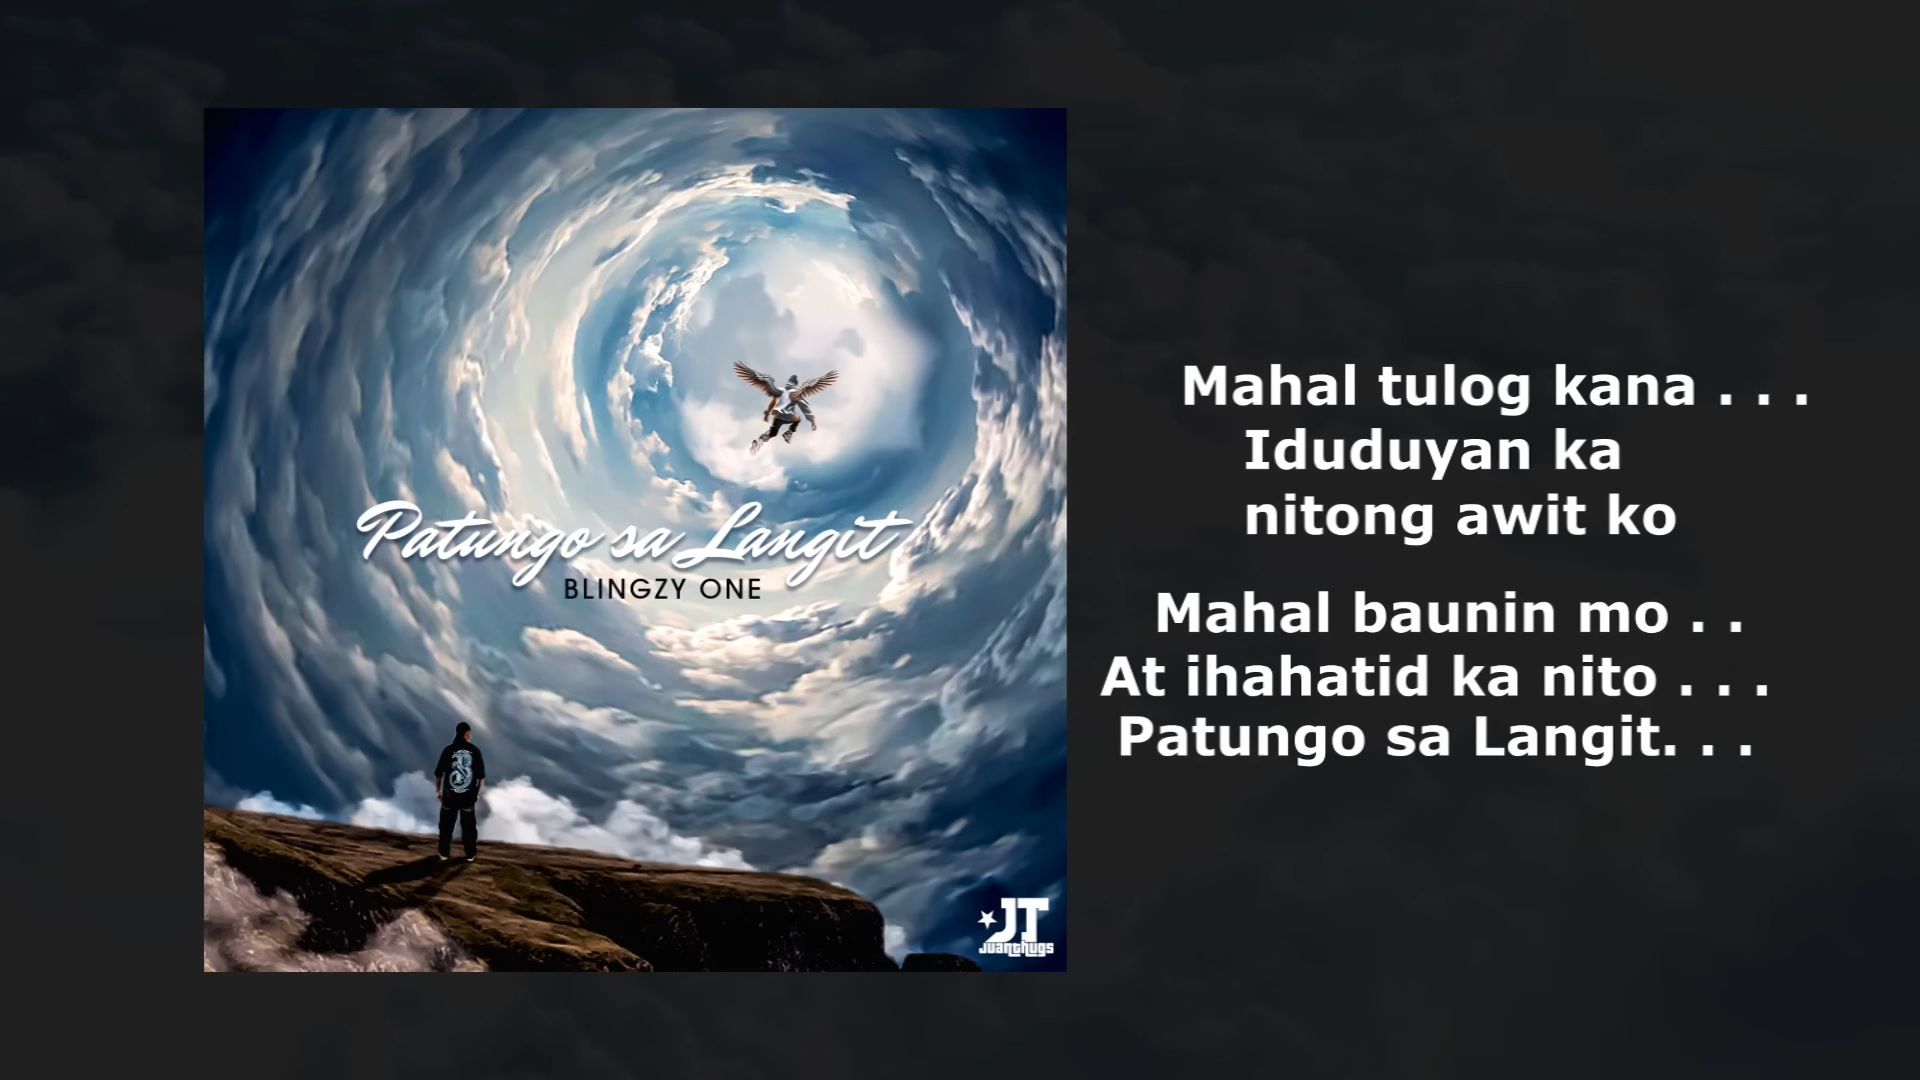 Patungo sa Langit
BLINGZY ONE
JT
Juanthugs
Mahal tulog kana . . .
Iduduyan ka
nitong awit ko
Mahal baunin mo . .
At ihahatid ka nito . . .
Patungo sa Langit. . .